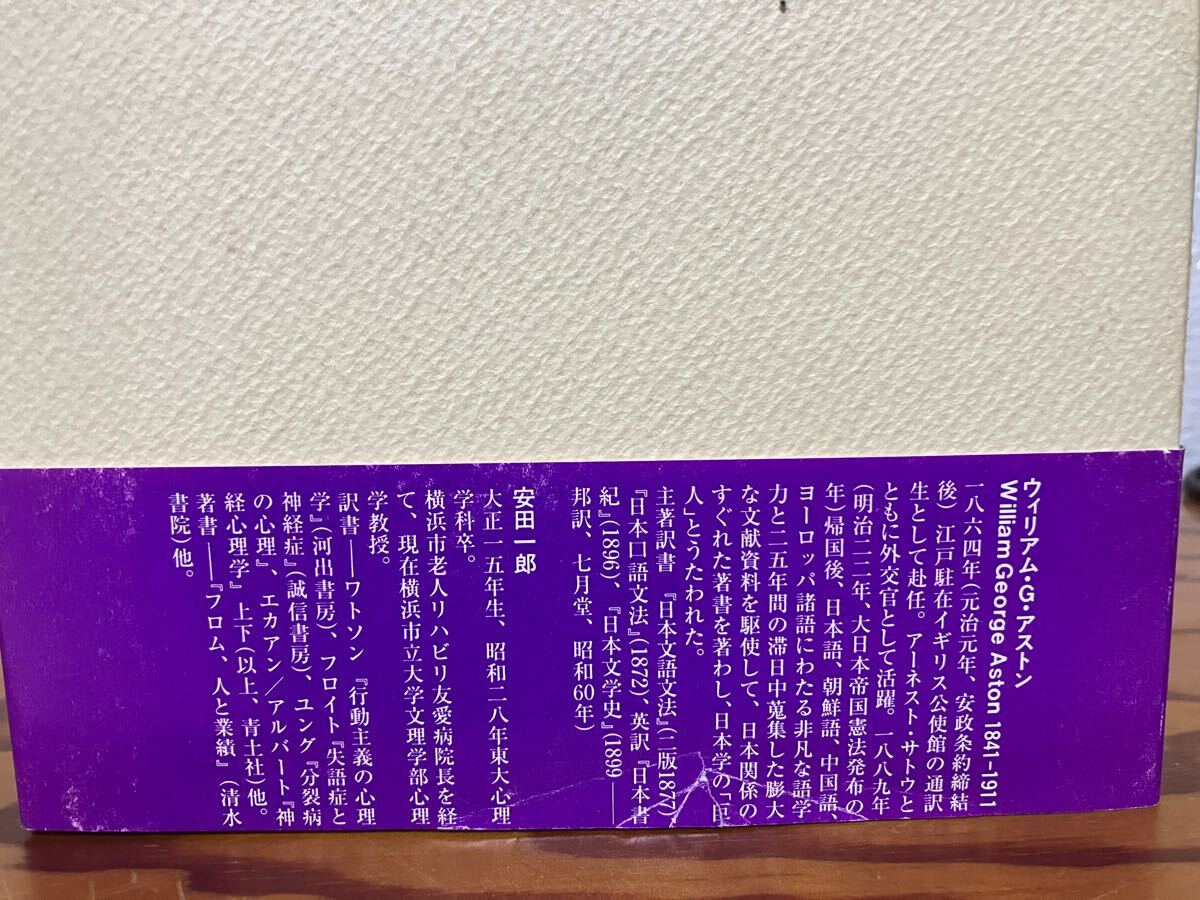 ウィリアム・G・アストン
William George Aston 1841-1911
一八六四年(元治元年、安政条約締結
後)江戸駐在イギリス公使館の通訳
生として赴任。アーネスト・サトウと
ともに外交官として活躍。一八八九年
(明治二二年、大日本帝国憲法発布の
年)帰国後、日本語、朝鮮語、中国語、
ヨーロッパ諸語にわたる非凡な語学
力と二五年間の滞日中蒐集した膨大
な文献資料を駆使して、日本関係の
すぐれた著書を著わし、日本学の「巨
人」とうたわれた。
主著訳書 『日本文語文法』(二版1877)
『日本口語文法』(1872)、英訳『日本書
紀』(1896)、『日本文学史』(1899——
邦訳、七月堂、昭和60年)
安田一郎
大正一五年生、昭和二八年東大心理
学科卒。
横浜市老人リハビリ友愛病院長を経
て、現在横浜市立大学文理学部心理
学教授。
訳書——ワトソン『行動主義の心理
学』(河出書房)、フロイト『失語症と
神経症』(誠信書房)、ユング『分裂病
の心理』、エカアン/アルバート『神
経心理学』上下(以上、青土社)他。
著書——『フロム、人と業績』(清水
書院)他。